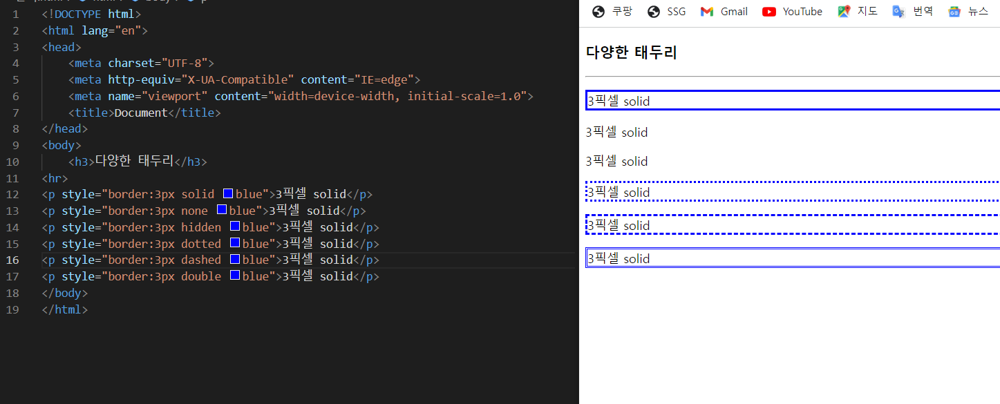 1 <!DOCTYPE html>
2 <html lang="en">
3 <head>
4 <meta charset="UTF-8">
5 <meta http-equiv="X-UA-Compatible" content="IE=edge">
6 <meta name="viewport" content="width=device-width, initial-scale=1.0">
7 <title>Document</title>
8 </head>
9 <body>
10 <h3>다양한 태두리</h3>
11 <hr>
12 <p style="border:3px solid blue">3픽셀 solid</p>
13 <p style="border:3px none blue">3픽셀 solid</p>
14 <p style="border:3px hidden blue">3픽셀 solid</p>
15 <p style="border:3px dotted blue">3픽셀 solid</p>
16 <p style="border:3px dashed blue">3픽셀 solid</p>
17 <p style="border:3px double blue">3픽셀 solid</p>
18 </body>
19 </html>
쿠팡 SSG Gmail YouTube 지도 번역 뉴스
다양한 태두리
3픽셀 solid
3픽셀 solid
3픽셀 solid
3픽셀 solid
3픽셀 solid
3픽셀 solid